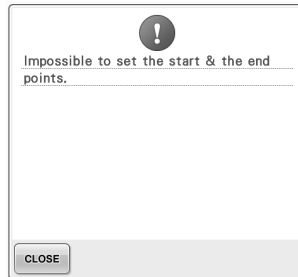 Impossible to set the start & the end
points.
CLOSE